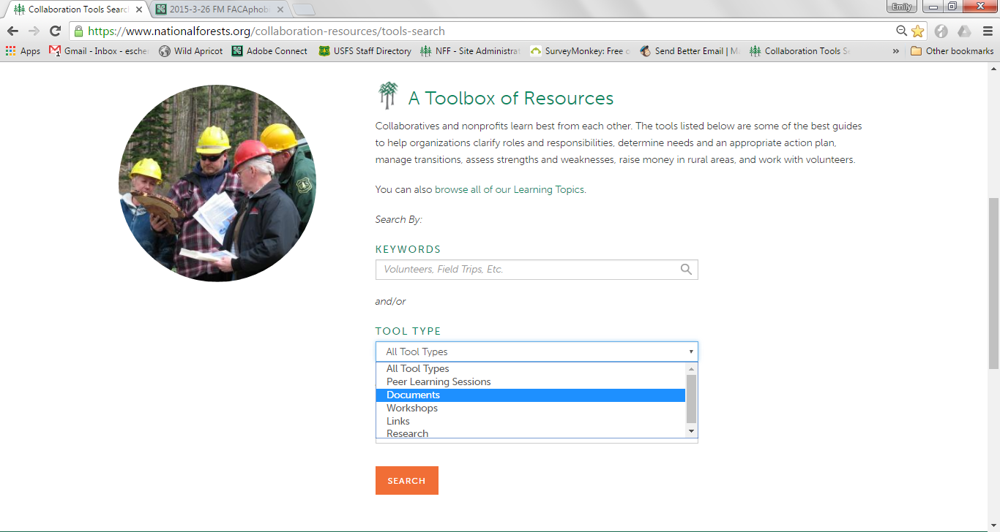 Collaboration Tools Searc
2015-3-26 FM FACAphob
Emily
https://www.nationalforests.org/collaboration-resources/tools-search
Apps
1
Gmail - Inbox - esche
Wild Apricot
Adobe Connect
USFS Staff Directory
NFF - Site Administra
SurveyMonkey: Free o
Send Better Email | M
Collaboration Tools Se
»
Other bookmarks
A Toolbox of Resources
Collaboratives and nonprofits learn best from each other. The tools listed below are some of the best guides
to help organizations clarify roles and responsibilities, determine needs and an appropriate action plan,
manage transitions, assess strengths and weaknesses, raise money in rural areas, and work with volunteers.
You can also browse all of our Learning Topics.
Search By:
KEYWORDS
Volunteers, Field Trips, Etc.
and/or
TOOL TYPE
All Tool Types
All Tool Types
Peer Learning Sessions
Documents
Workshops
Links
Research
SEARCH